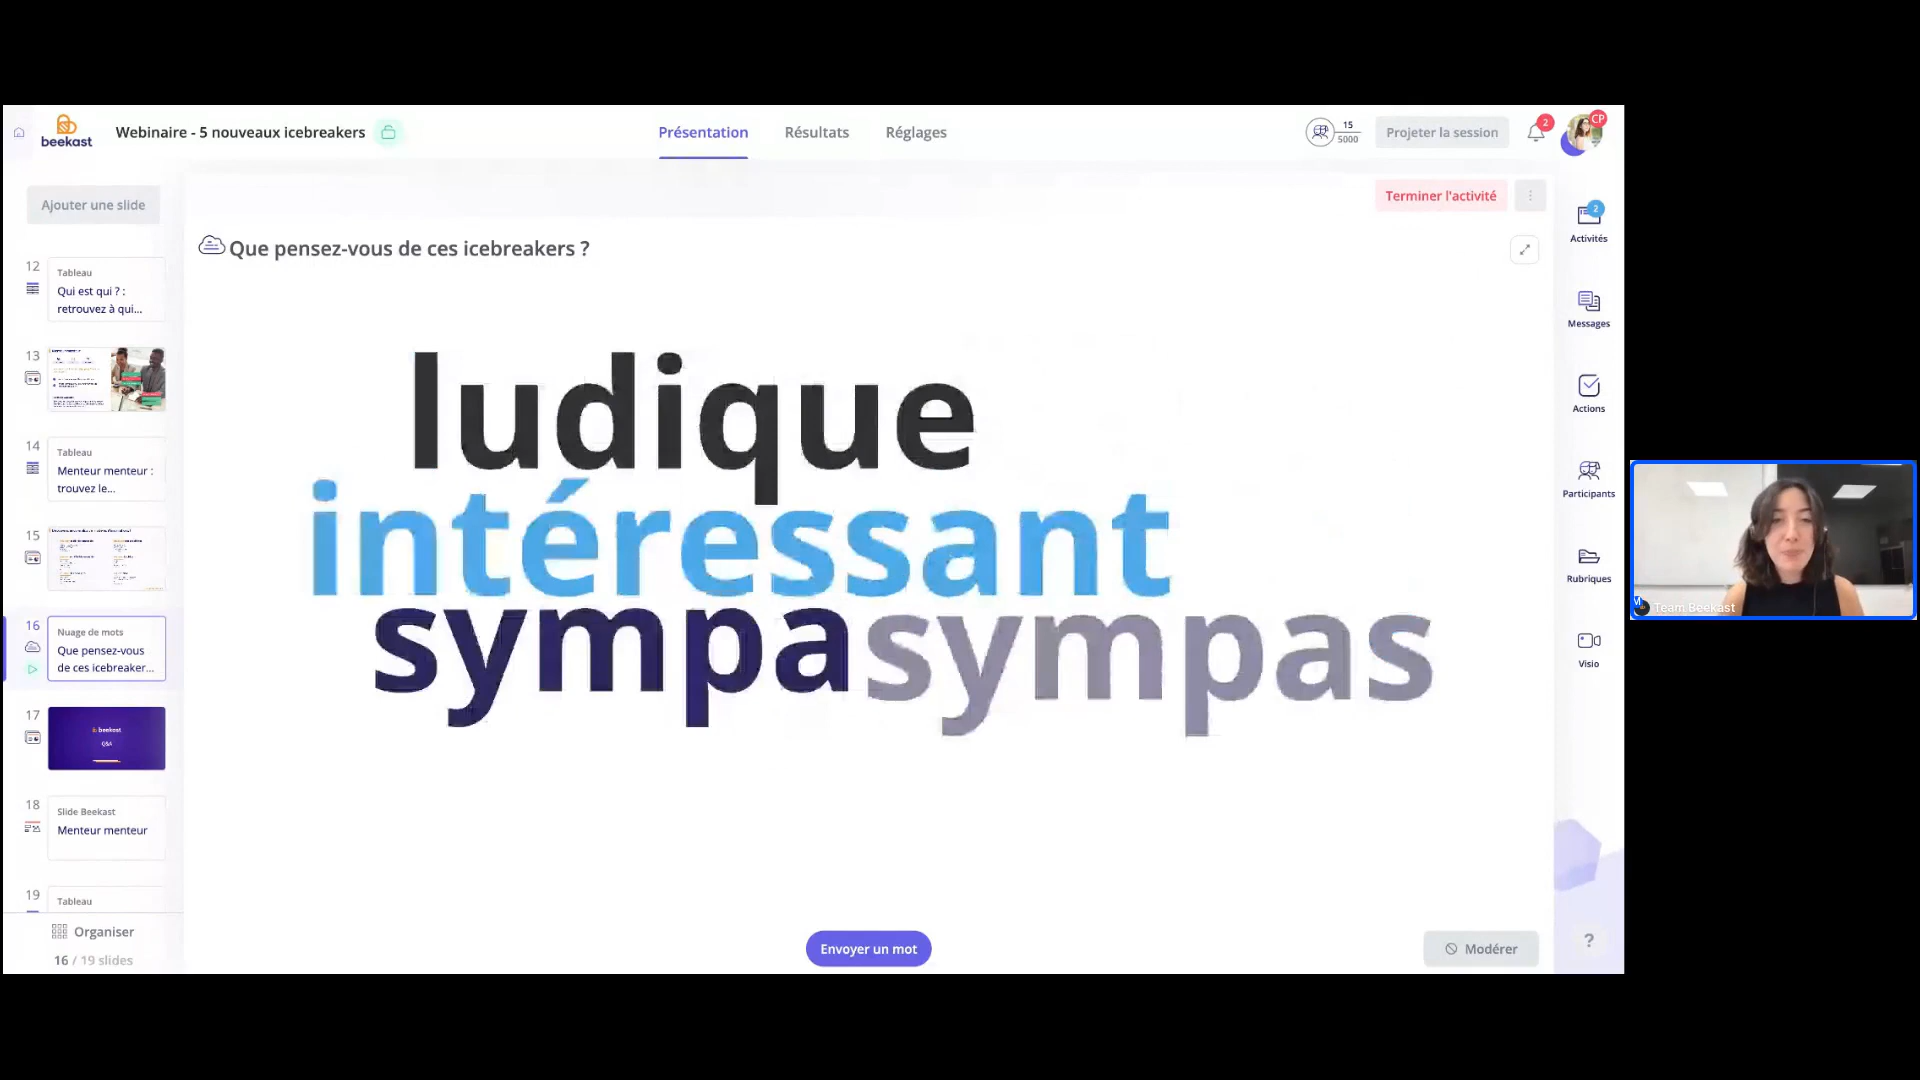 beekast
Webinaire - 5 nouveaux icebreakers
Présentation
Résultats
Réglages
15
5000
Projeter la session
2
CP
Ajouter une slide
Terminer l'activité
Que pensez-vous de ces icebreakers ?
12
Tableau
Qui est qui ? :
retrouvez à qui...
13
14
Tableau
Menteur menteur :
trouvez le...
15
16
Nuage de mots
Que pensez-vous
de ces icebreaker...
17
beekast
Q&A
18
Slide Beekast
Menteur menteur
19
Tableau
Organiser
16 / 19 slides
ludique
intéressant
sympa
sympas
Envoyer un mot
Modérer
2
Activités
Messages
Actions
Participants
Rubriques
Visio
?
Team Beekast